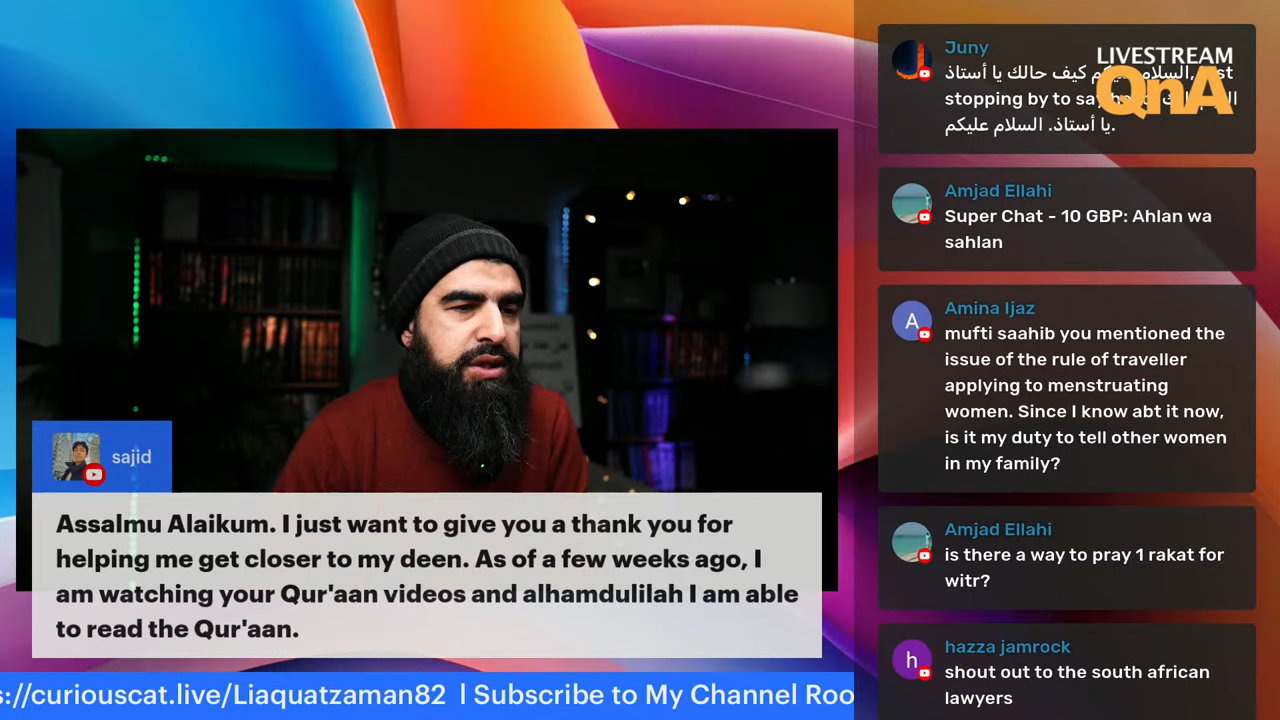 sajid
Assalmu Alaikum. I just want to give you a thank you for
helping me get closer to my deen. As of a few weeks ago, I
am watching your Qur'aan videos and alhamdulilah I am able
to read the Qur'aan.
s://curiouscat.live/Liaquatzaman82 | Subscribe to My Channel Roo
LIVESTREAM
QnA
Juny
السلام كيف حالك يا أستاذ
stopping by to say
يا أستاذ. السلام عليكم.
Amjad Ellahi
Super Chat - 10 GBP: Ahlan wa
sahlan
A
Amina Ijaz
mufti saahib you mentioned the
issue of the rule of traveller
applying to menstruating
women. Since I know abt it now,
is it my duty to tell other women
in my family?
Amjad Ellahi
is there a way to pray 1 rakat for
witr?
h
hazza jamrock
shout out to the south african
lawyers